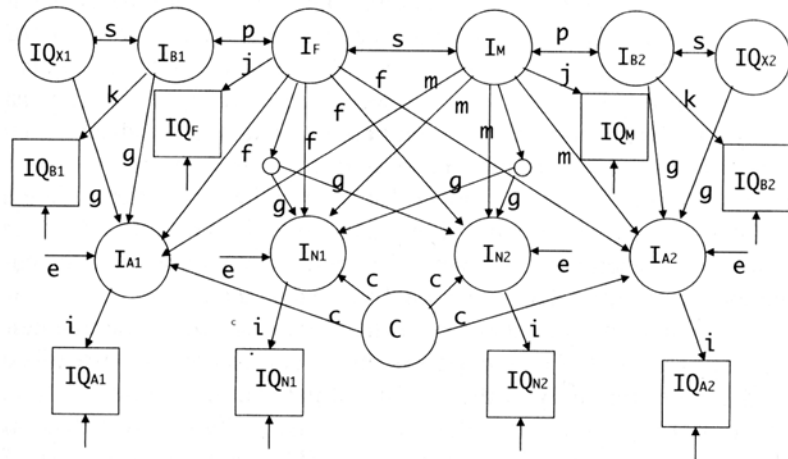 IQX1 s IB1 p IF s IM p IB2 s IQX2
k j f m f m j k
IQB1 IQF f m IQM IQB2
g g f f m m g g
g g g g
IA1 IN1 IN2 IA2
e e e e
c c
c c c c
C
i i i i
IQA1 IQN1 IQN2 IQA2